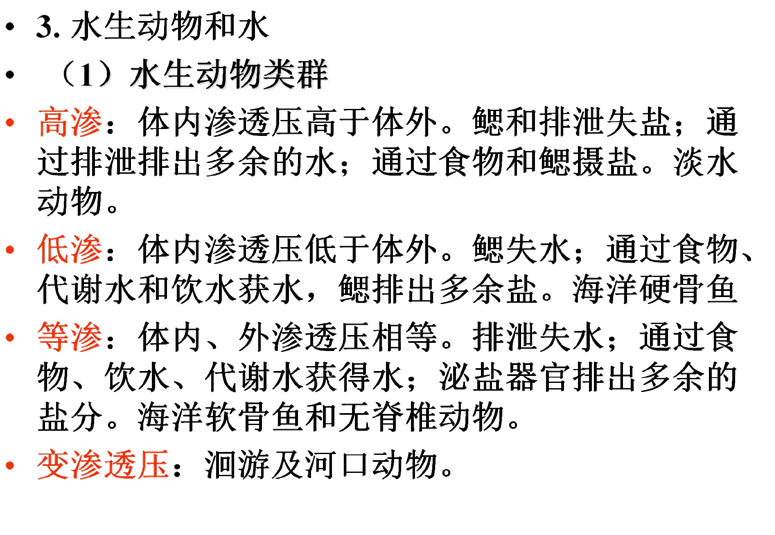 • 3. 水生动物和水
• （1）水生动物类群
• 高渗：体内渗透压高于体外。鳃和排泄失盐；通
过排泄排出多余的水；通过食物和鳃摄盐。淡水
动物。
• 低渗：体内渗透压低于体外。鳃失水；通过食物、
代谢水和饮水获水，鳃排出多余盐。海洋硬骨鱼
• 等渗：体内、外渗透压相等。排泄失水；通过食
物、饮水、代谢水获得水；泌盐器官排出多余的
盐分。海洋软骨鱼和无脊椎动物。
• 变渗透压：洄游及河口动物。